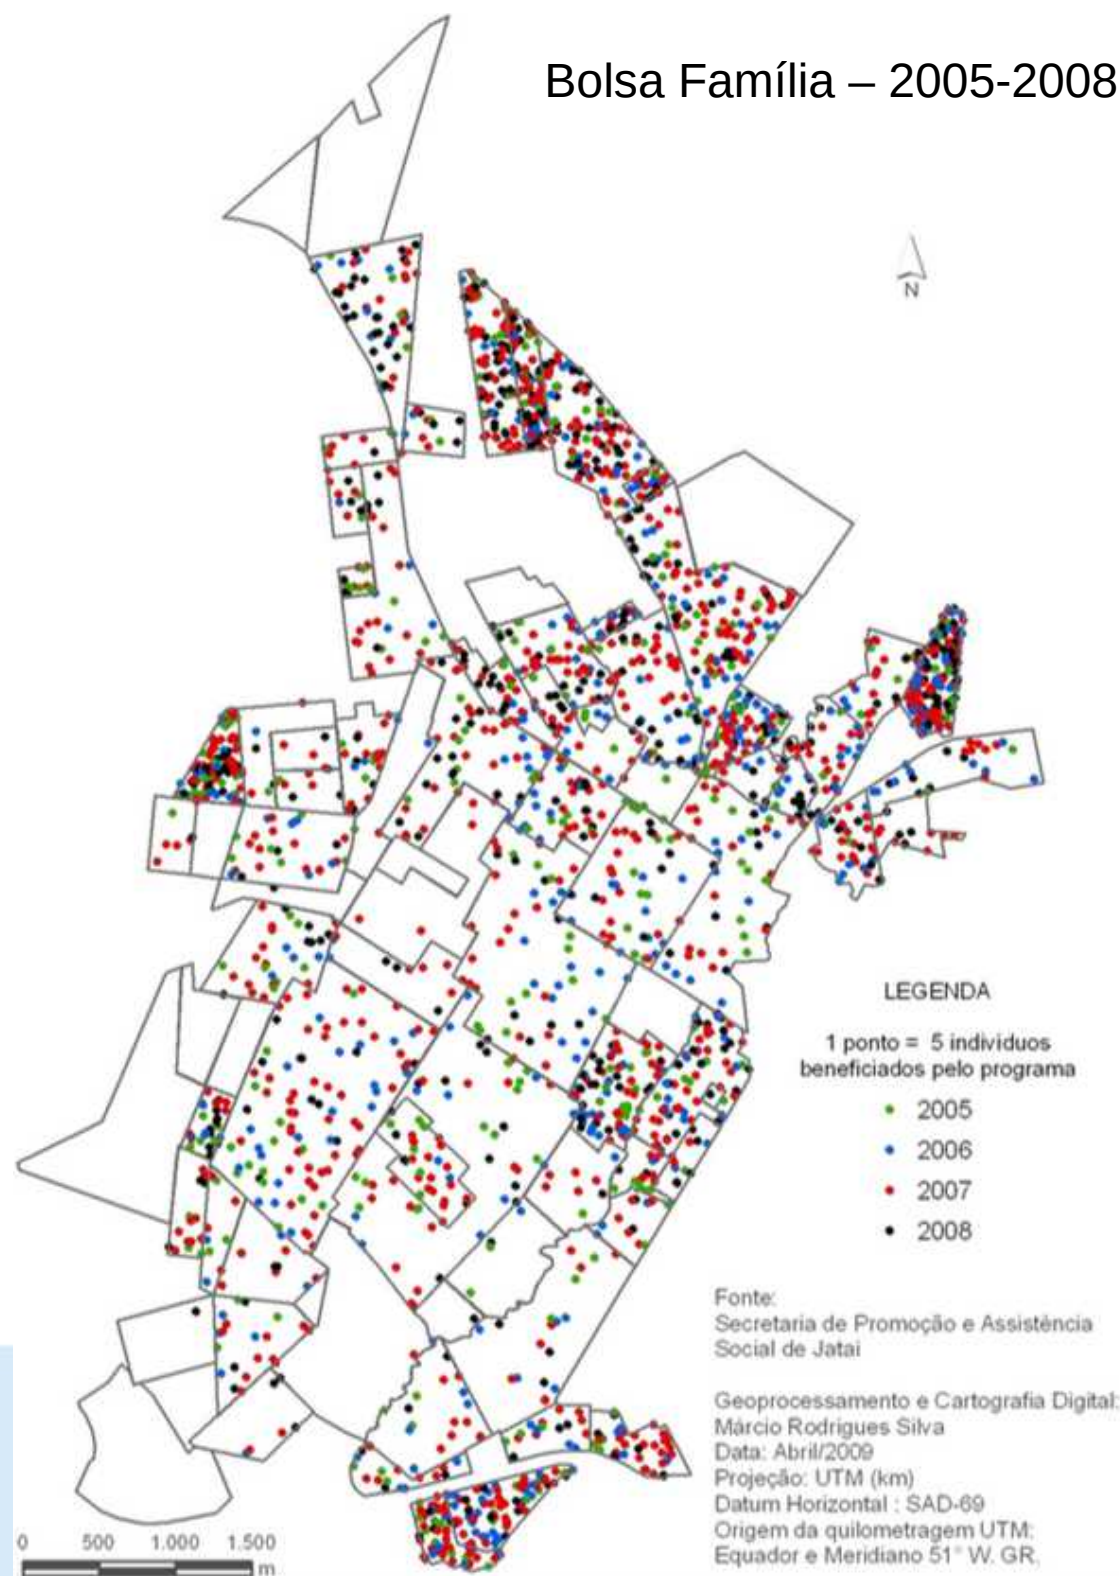 Bolsa Família – 2005-2008
N
LEGENDA
1 ponto = 5 individuos
beneficiados pelo programa
2005
2006
2007
2008
Fonte:
Secretaria de Promoção e Assistência
Social de Jatai
Geoprocessamento e Cartografia Digital:
Márcio Rodrigues Silva
Data: Abril/2009
Projeção: UTM (km)
Datum Horizontal : SAD-69
Origem da quilometragem UTM:
Equador e Meridiano 51° W. GR.
0 500 1.000 1.500
m